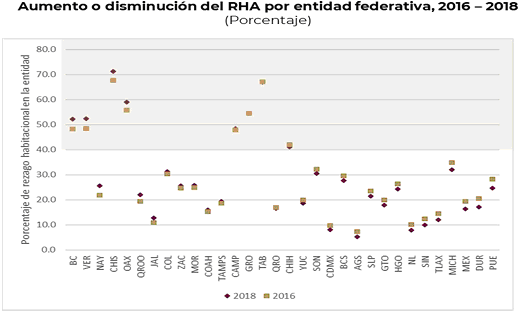 Aumento o disminución del RHA por entidad federativa, 2016 – 2018
(Porcentaje)
Porcentaje de rezago habitacional en la entidad
80.0
70.0
60.0
50.0
40.0
30.0
20.0
10.0
0.0
BC VER NAY CHIS OAX QROO JAL COL ZAC MOR COAH TAMPS CAMP GRO TAB QRO CHIH YUC SON CDMX BCS AGS SLP GTO HGO NL SIN TLAX MICH MEX DUR PUE
2018 2016